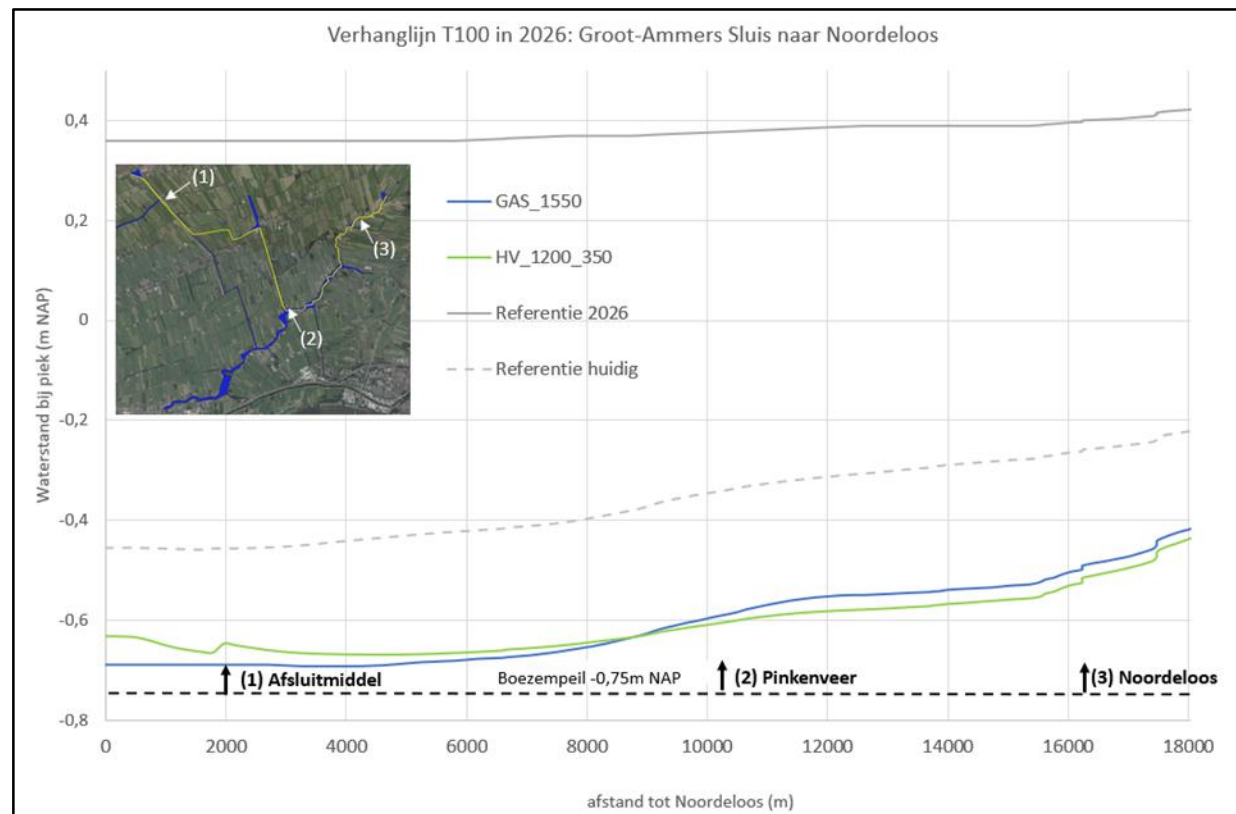 Verhanglijn T100 in 2026: Groot-Ammers Sluis naar Noordeloos
Waterstand bij piek (m NAP)
0,4
0,2
0
-0,2
-0,4
-0,6
-0,8
(1)
(2)
(3)
GAS_1550
HV_1200_350
Referentie 2026
Referentie huidig
(1) Afsluitmiddel
Boezempeil -0,75m NAP
(2) Pinkenveer
(3) Noordeloos
0 2000 4000 6000 8000 10000 12000 14000 16000 18000
afstand tot Noordeloos (m)